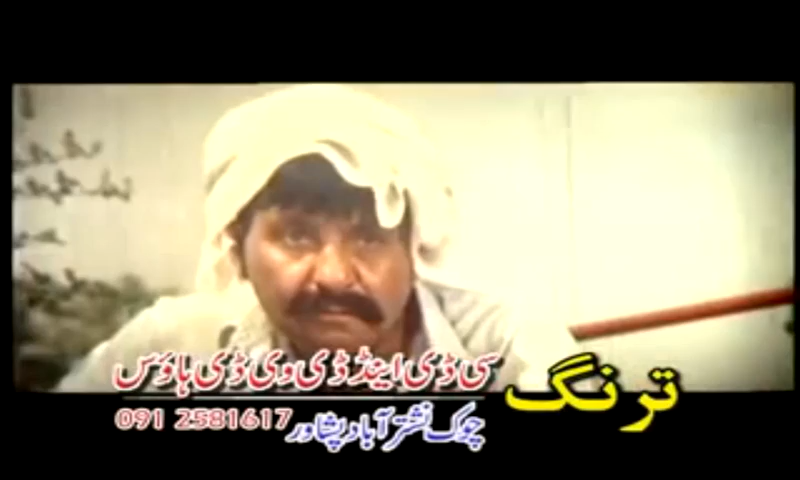 ترنگ
سی ڈی اینڈ ڈی وی ڈی ہاؤس
چوک نشتر آباد پشاور 091 2581617